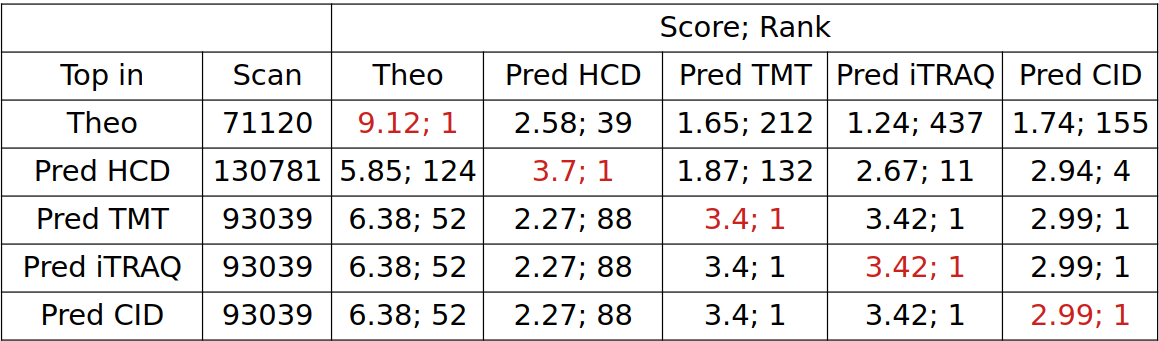 Score; Rank
Top in Scan Theo Pred HCD Pred TMT Pred iTRAQ Pred CID
Theo 71120 9.12; 1 2.58; 39 1.65; 212 1.24; 437 1.74; 155
Pred HCD 130781 5.85; 124 3.7; 1 1.87; 132 2.67; 11 2.94; 4
Pred TMT 93039 6.38; 52 2.27; 88 3.4; 1 3.42; 1 2.99; 1
Pred iTRAQ 93039 6.38; 52 2.27; 88 3.4; 1 3.42; 1 2.99; 1
Pred CID 93039 6.38; 52 2.27; 88 3.4; 1 3.42; 1 2.99; 1